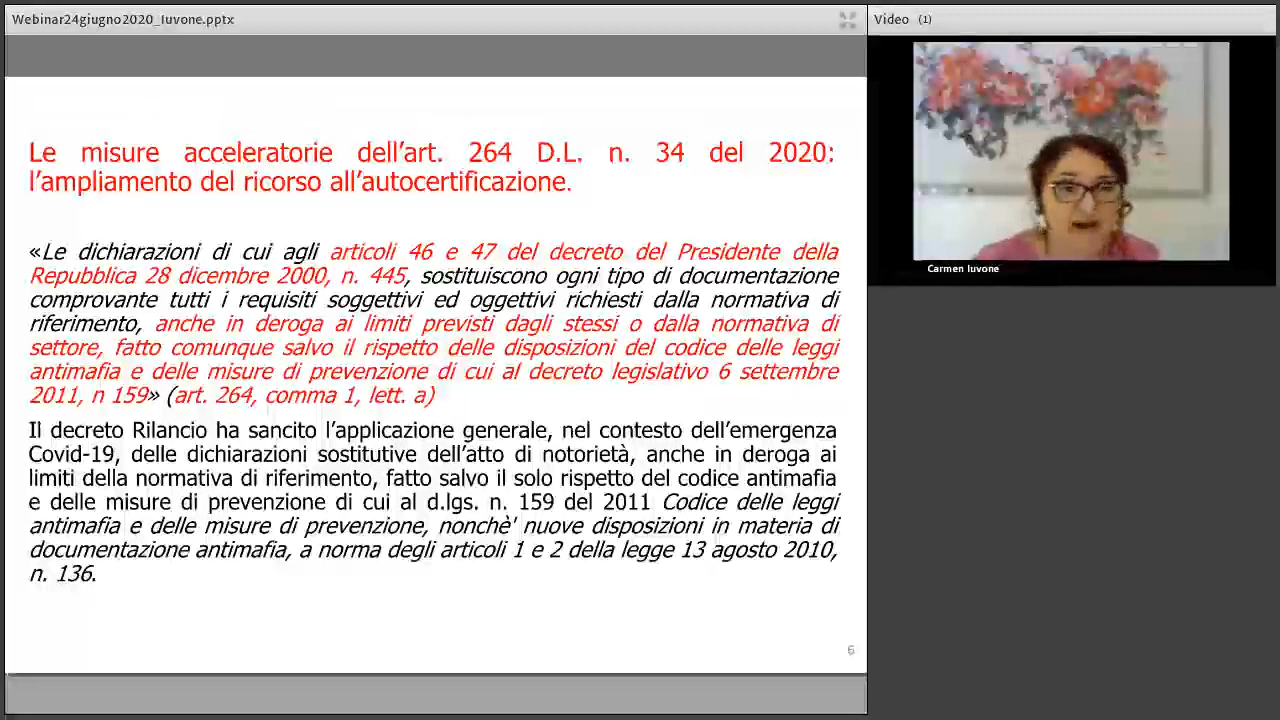 Webinar24giugno2020_Iuvone.pptx
Video (1)
Le misure acceleratorie dell’art. 264 D.L. n. 34 del 2020:
l’ampliamento del ricorso all’autocertificazione.
«Le dichiarazioni di cui agli articoli 46 e 47 del decreto del Presidente della
Repubblica 28 dicembre 2000, n. 445, sostituiscono ogni tipo di documentazione
comprovante tutti i requisiti soggettivi ed oggettivi richiesti dalla normativa di
riferimento, anche in deroga ai limiti previsti dagli stessi o dalla normativa di
settore, fatto comunque salvo il rispetto delle disposizioni del codice delle leggi
antimafia e delle misure di prevenzione di cui al decreto legislativo 6 settembre
2011, n 159» (art. 264, comma 1, lett. a)
Il decreto Rilancio ha sancito l’applicazione generale, nel contesto dell’emergenza
Covid-19, delle dichiarazioni sostitutive dell’atto di notorietà, anche in deroga ai
limiti della normativa di riferimento, fatto salvo il solo rispetto del codice antimafia
e delle misure di prevenzione di cui al d.lgs. n. 159 del 2011 Codice delle leggi
antimafia e delle misure di prevenzione, nonchè' nuove disposizioni in materia di
documentazione antimafia, a norma degli articoli 1 e 2 della legge 13 agosto 2010,
n. 136.
6
Carmen Iuvone